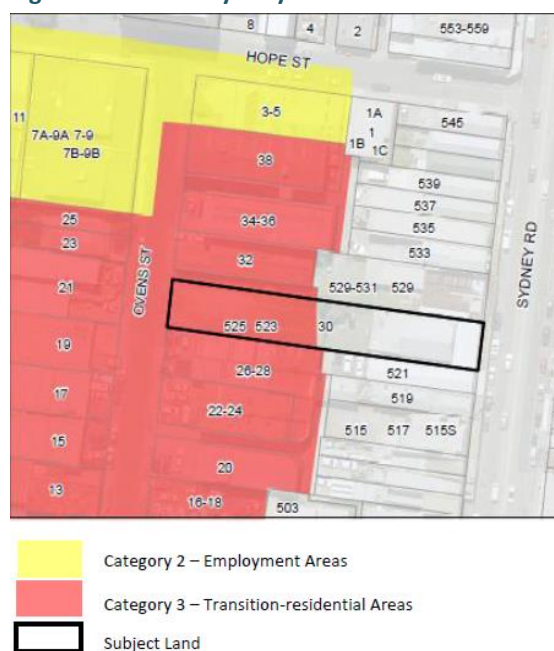 8 4 2 553-559
HOPE ST
3-5
11
7A-9A 7-9
7B-9B
1A
1
1B 1C
545
38
539
537
535
533
34-36
25
23
32
21
OVENS ST
SYDNEY RD
529-531 529
525 523 30
19
521
26-28
519
17
22-24
515 517 515S
15
20
13
16-18
503
Category 2 – Employment Areas
Category 3 – Transition-residential Areas
Subject Land